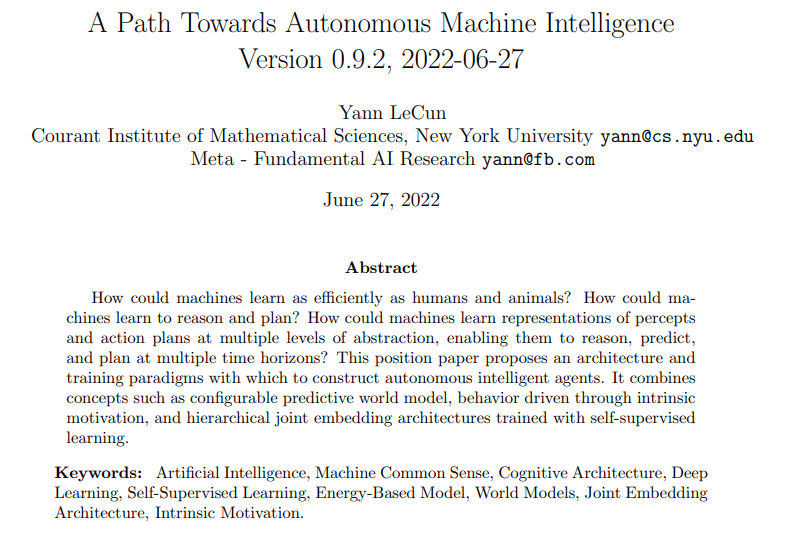 A Path Towards Autonomous Machine Intelligence
Version 0.9.2, 2022-06-27
Yann LeCun
Courant Institute of Mathematical Sciences, New York University yann@cs.nyu.edu
Meta - Fundamental AI Research yann@fb.com
June 27, 2022
Abstract
How could machines learn as efficiently as humans and animals? How could ma-
chines learn to reason and plan? How could machines learn representations of percepts
and action plans at multiple levels of abstraction, enabling them to reason, predict,
and plan at multiple time horizons? This position paper proposes an architecture and
training paradigms with which to construct autonomous intelligent agents. It combines
concepts such as configurable predictive world model, behavior driven through intrinsic
motivation, and hierarchical joint embedding architectures trained with self-supervised
learning.
Keywords: Artificial Intelligence, Machine Common Sense, Cognitive Architecture, Deep
Learning, Self-Supervised Learning, Energy-Based Model, World Models, Joint Embedding
Architecture, Intrinsic Motivation.